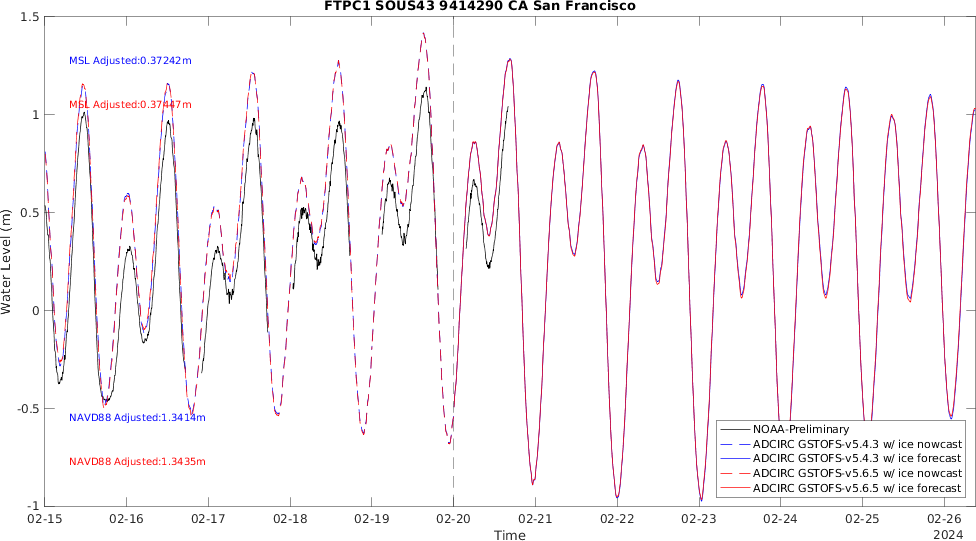 FTPC1 SOUS43 9414290 CA San Francisco
1.5
MSL Adjusted:0.37242m
MSL Adjusted:0.37447m
1
0.5
Water Level (m)
0
-0.5
NAVD88 Adjusted:1.3414m
NAVD88 Adjusted:1.3435m
-1
NOAA-Preliminary
ADCIRC GSTOFS-v5.4.3 w/ ice nowcast
ADCIRC GSTOFS-v5.4.3 w/ ice forecast
ADCIRC GSTOFS-v5.6.5 w/ ice nowcast
ADCIRC GSTOFS-v5.6.5 w/ ice forecast
02-15 02-16 02-17 02-18 02-19 02-20 02-21 02-22 02-23 02-24 02-25 02-26
Time
2024